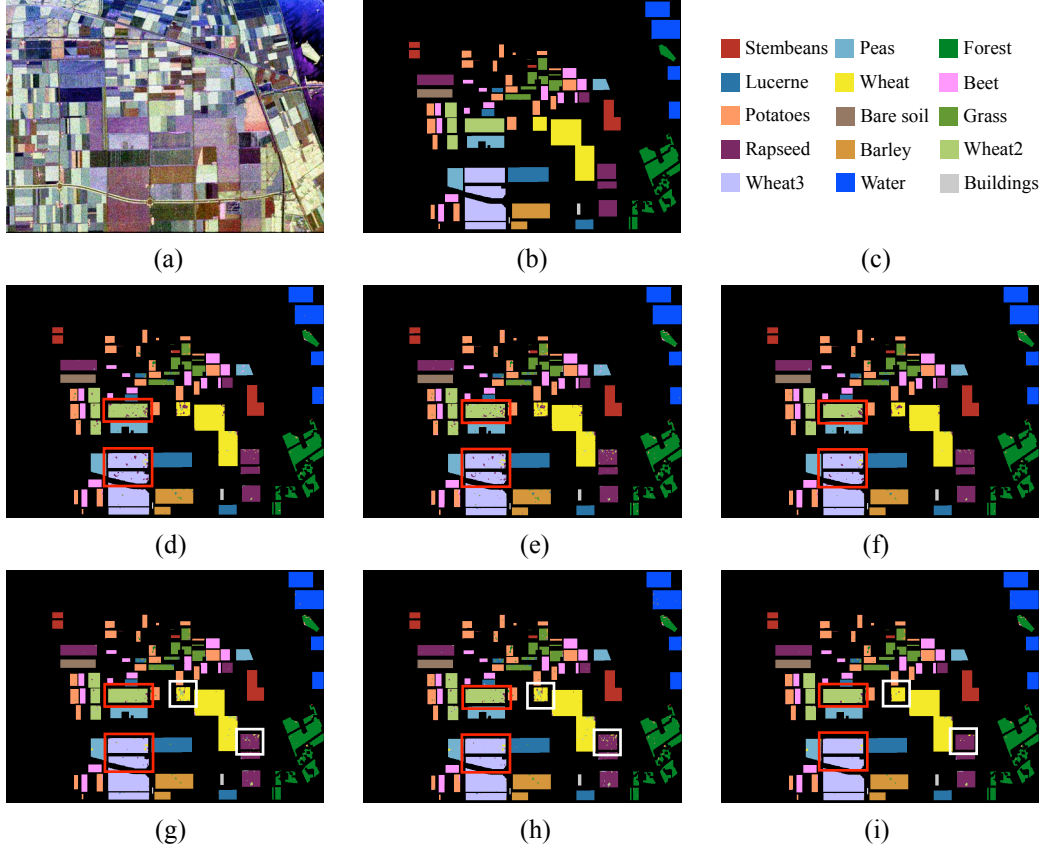 Stembeans Peas Forest
Lucerne Wheat Beet
Potatoes Bare soil Grass
Rapseed Barley Wheat2
Wheat3 Water Buildings
(a) (b) (c)
(d) (e) (f)
(g) (h) (i)